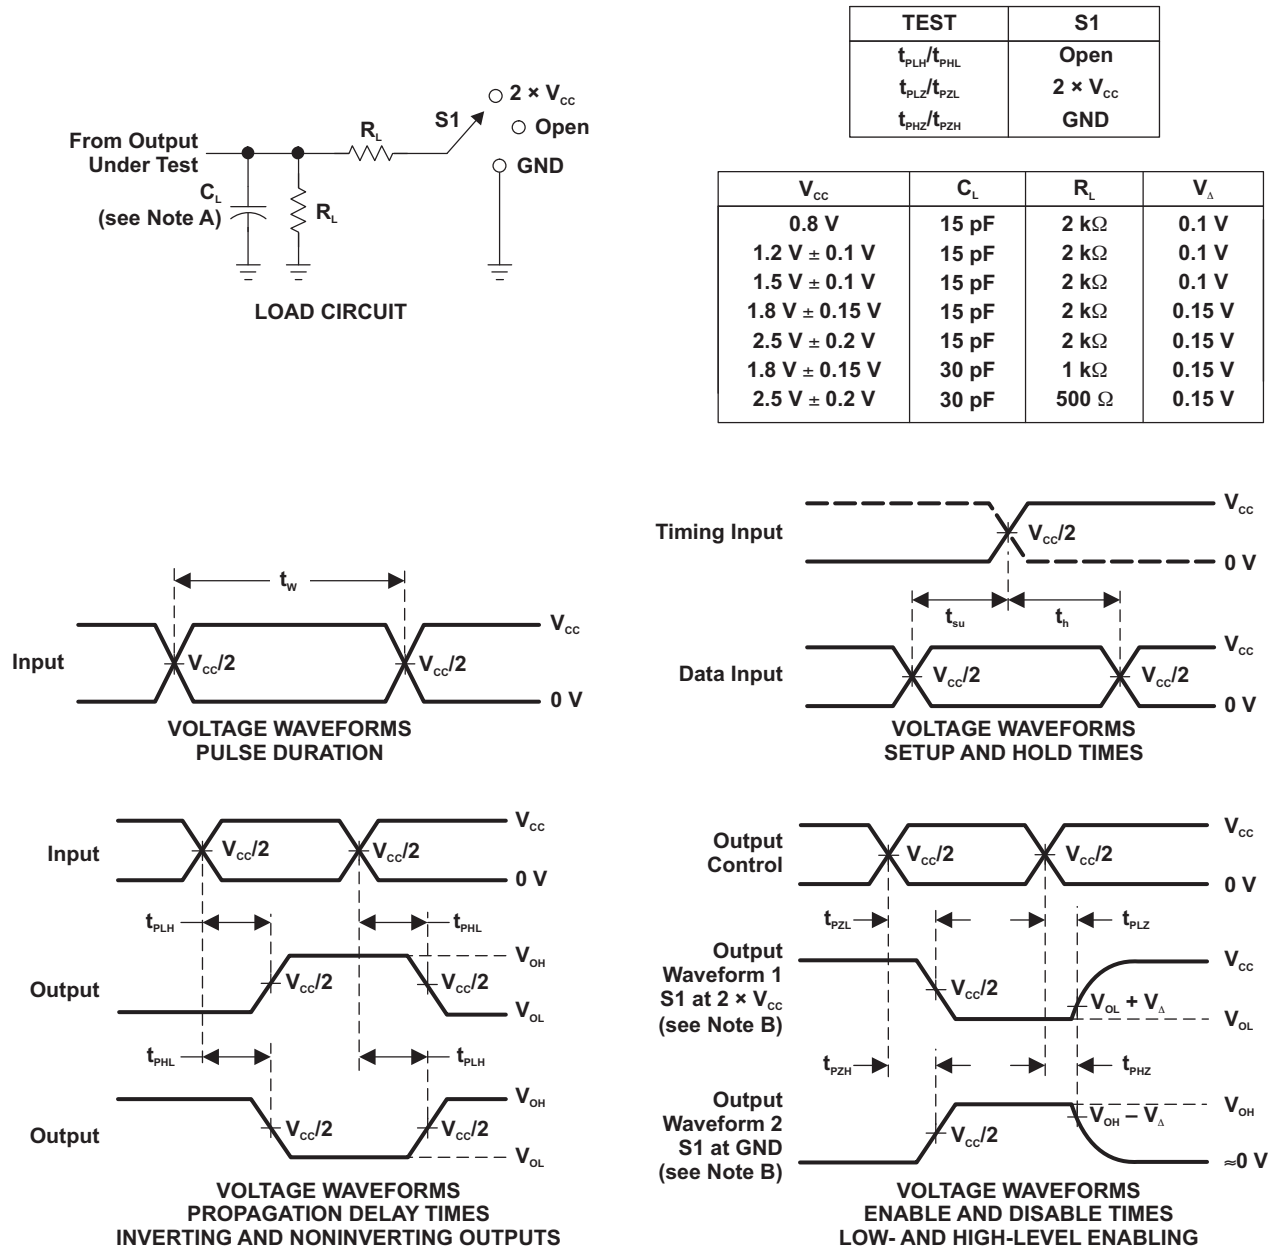 TEST S1
tPLH/tPHL Open
tPLZ/tPZL 2 × VCC
tPHZ/tPZH GND
2 × VCC
S1
Open
GND
RL
From Output
Under Test
CL
(see Note A)
RL
LOAD CIRCUIT
VCC CL RL VΔ
0.8 V 15 pF 2 kΩ 0.1 V
1.2 V ± 0.1 V 15 pF 2 kΩ 0.1 V
1.5 V ± 0.1 V 15 pF 2 kΩ 0.1 V
1.8 V ± 0.15 V 15 pF 2 kΩ 0.15 V
2.5 V ± 0.2 V 15 pF 2 kΩ 0.15 V
1.8 V ± 0.15 V 30 pF 1 kΩ 0.15 V
2.5 V ± 0.2 V 30 pF 500 Ω 0.15 V
tW
VCC
Input
VCC/2
VCC/2
0 V
VOLTAGE WAVEFORMS
PULSE DURATION
VCC
Timing Input
VCC/2
0 V
tsu
th
VCC
Data Input
VCC/2
VCC/2
0 V
VOLTAGE WAVEFORMS
SETUP AND HOLD TIMES
VCC
Input
VCC/2
VCC/2
0 V
tPLH
tPHL
VOH
Output
VCC/2
VCC/2
VOL
tPHL
tPLH
VOH
Output
VCC/2
VCC/2
VOL
VOLTAGE WAVEFORMS
PROPAGATION DELAY TIMES
INVERTING AND NONINVERTING OUTPUTS
Output
Control
VCC
VCC/2
VCC/2
0 V
tPZL
tPLZ
Output
Waveform 1
S1 at 2 × VCC
(see Note B)
VCC
VCC/2
VOL + VΔ
VOL
tPZH
tPHZ
Output
Waveform 2
S1 at GND
(see Note B)
VOH
VOH − VΔ
VCC/2
≈0 V
VOLTAGE WAVEFORMS
ENABLE AND DISABLE TIMES
LOW- AND HIGH-LEVEL ENABLING